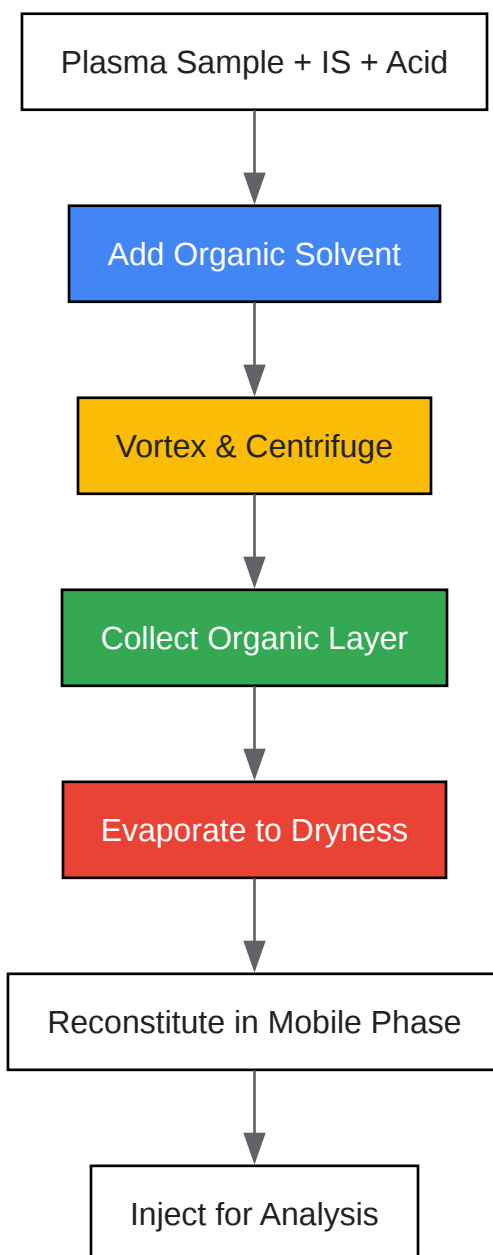 Plasma Sample + IS + Acid
Add Organic Solvent
Vortex & Centrifuge
Collect Organic Layer
Evaporate to Dryness
Reconstitute in Mobile Phase
Inject for Analysis